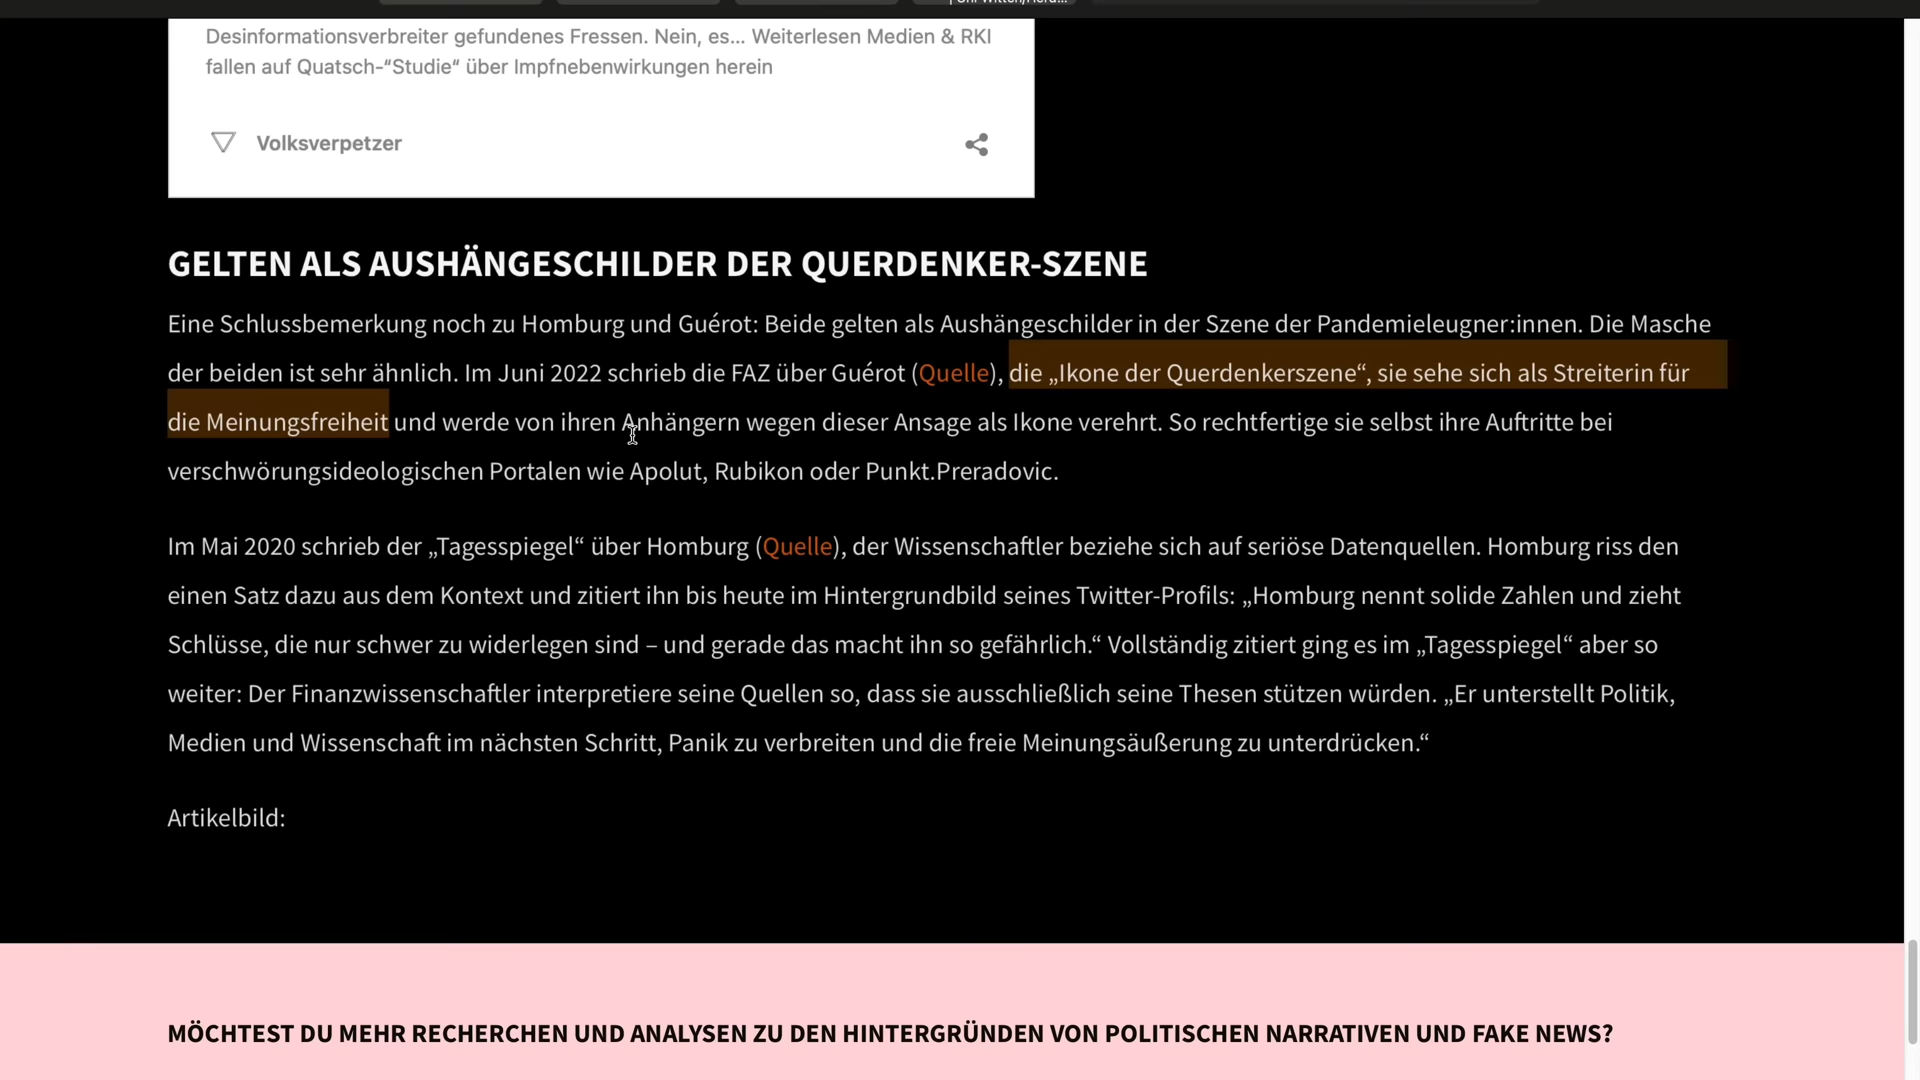 Desinformationsverbreiter gefundenes Fressen. Nein, es... Weiterlesen Medien & RKI
fallen auf Quatsch-“Studie“ über Impfnebenwirkungen herein
Volksverpetzer
GELTEN ALS AUSHÄNGESCHILDER DER QUERDENKER-SZENE
Eine Schlussbemerkung noch zu Homburg und Guérot: Beide gelten als Aushängeschilder in der Szene der Pandemieleugner:innen. Die Masche
der beiden ist sehr ähnlich. Im Juni 2022 schrieb die FAZ über Guérot (Quelle), die „Ikone der Querdenkerszene“, sie sehe sich als Streiterin für
die Meinungsfreiheit und werde von ihren Anhängern wegen dieser Ansage als Ikone verehrt. So rechtfertige sie selbst ihre Auftritte bei
verschwörungsideologischen Portalen wie Apolut, Rubikon oder Punkt.Preradovic.
Im Mai 2020 schrieb der „Tagesspiegel“ über Homburg (Quelle), der Wissenschaftler beziehe sich auf seriöse Datenquellen. Homburg riss den
einen Satz dazu aus dem Kontext und zitiert ihn bis heute im Hintergrundbild seines Twitter-Profils: „Homburg nennt solide Zahlen und zieht
Schlüsse, die nur schwer zu widerlegen sind – und gerade das macht ihn so gefährlich.“ Vollständig zitiert ging es im „Tagesspiegel“ aber so
weiter: Der Finanzwissenschaftler interpretiere seine Quellen so, dass sie ausschließlich seine Thesen stützen würden. „Er unterstellt Politik,
Medien und Wissenschaft im nächsten Schritt, Panik zu verbreiten und die freie Meinungsäußerung zu unterdrücken.“
Artikelbild:
MÖCHTEST DU MEHR RECHERCHEN UND ANALYSEN ZU DEN HINTERGRÜNDEN VON POLITISCHEN NARRATIVEN UND FAKE NEWS?